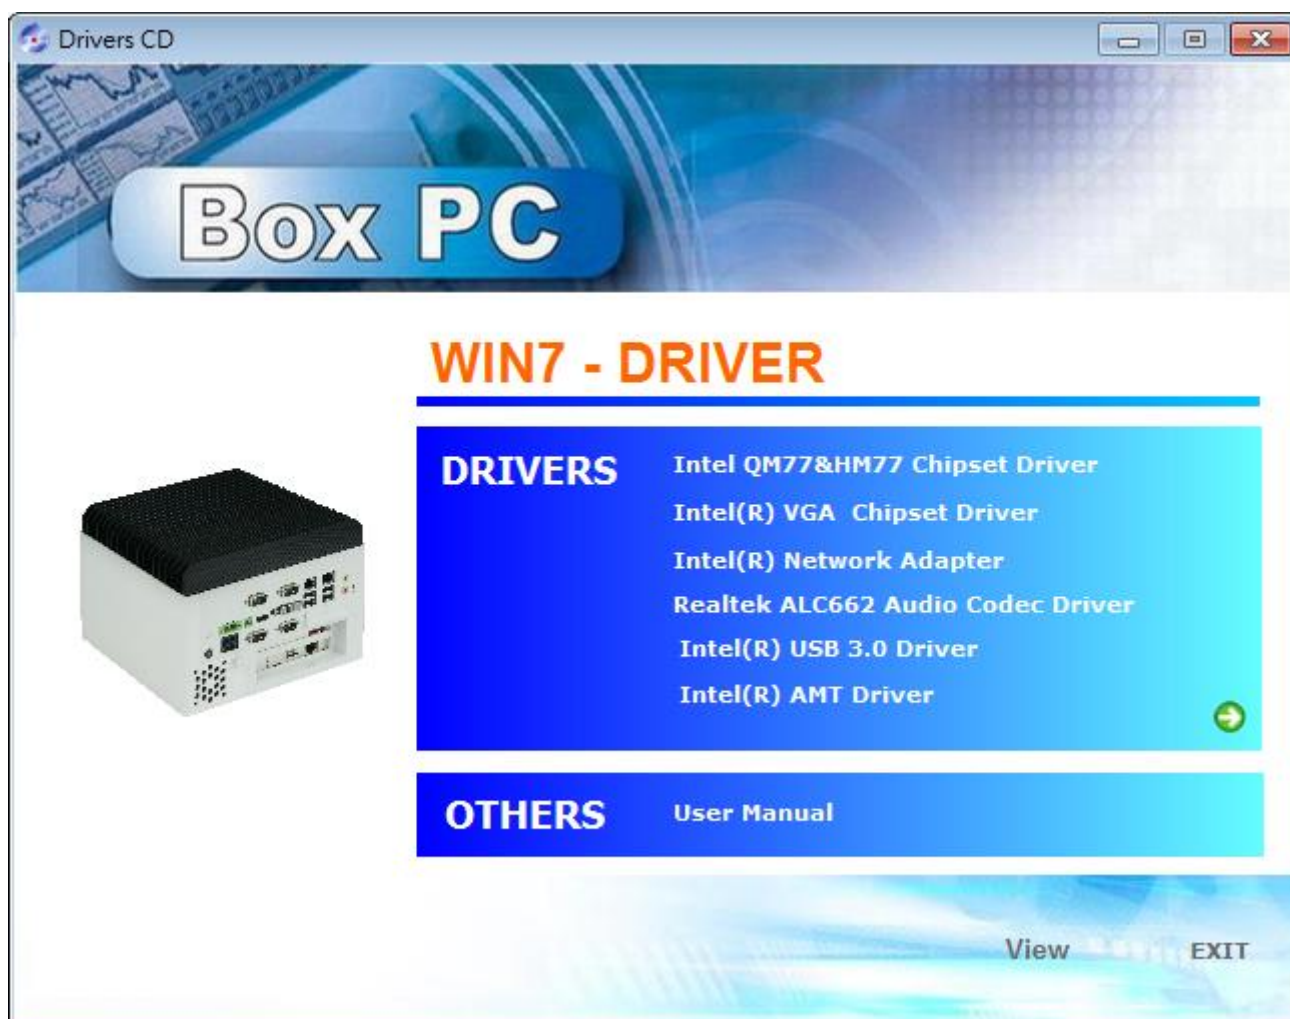 Drivers CD
Box PC
WIN7 - DRIVER
DRIVERS
Intel QM77&HM77 Chipset Driver
Intel(R) VGA  Chipset Driver
Intel(R) Network Adapter
Realtek ALC662 Audio Codec Driver
Intel(R) USB 3.0 Driver
Intel(R) AMT Driver
OTHERS
User Manual
View
EXIT